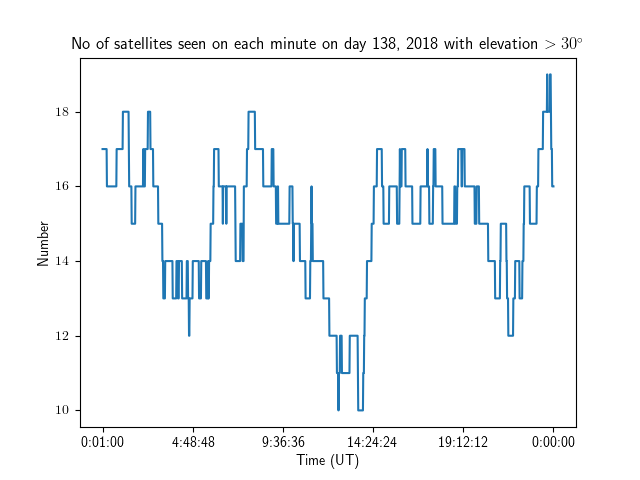 No of satellites seen on each minute on day 138, 2018 with elevation > 30°
18
16
14
12
10
Number
0:01:00 4:48:48 9:36:36 14:24:24 19:12:12 0:00:00
Time (UT)